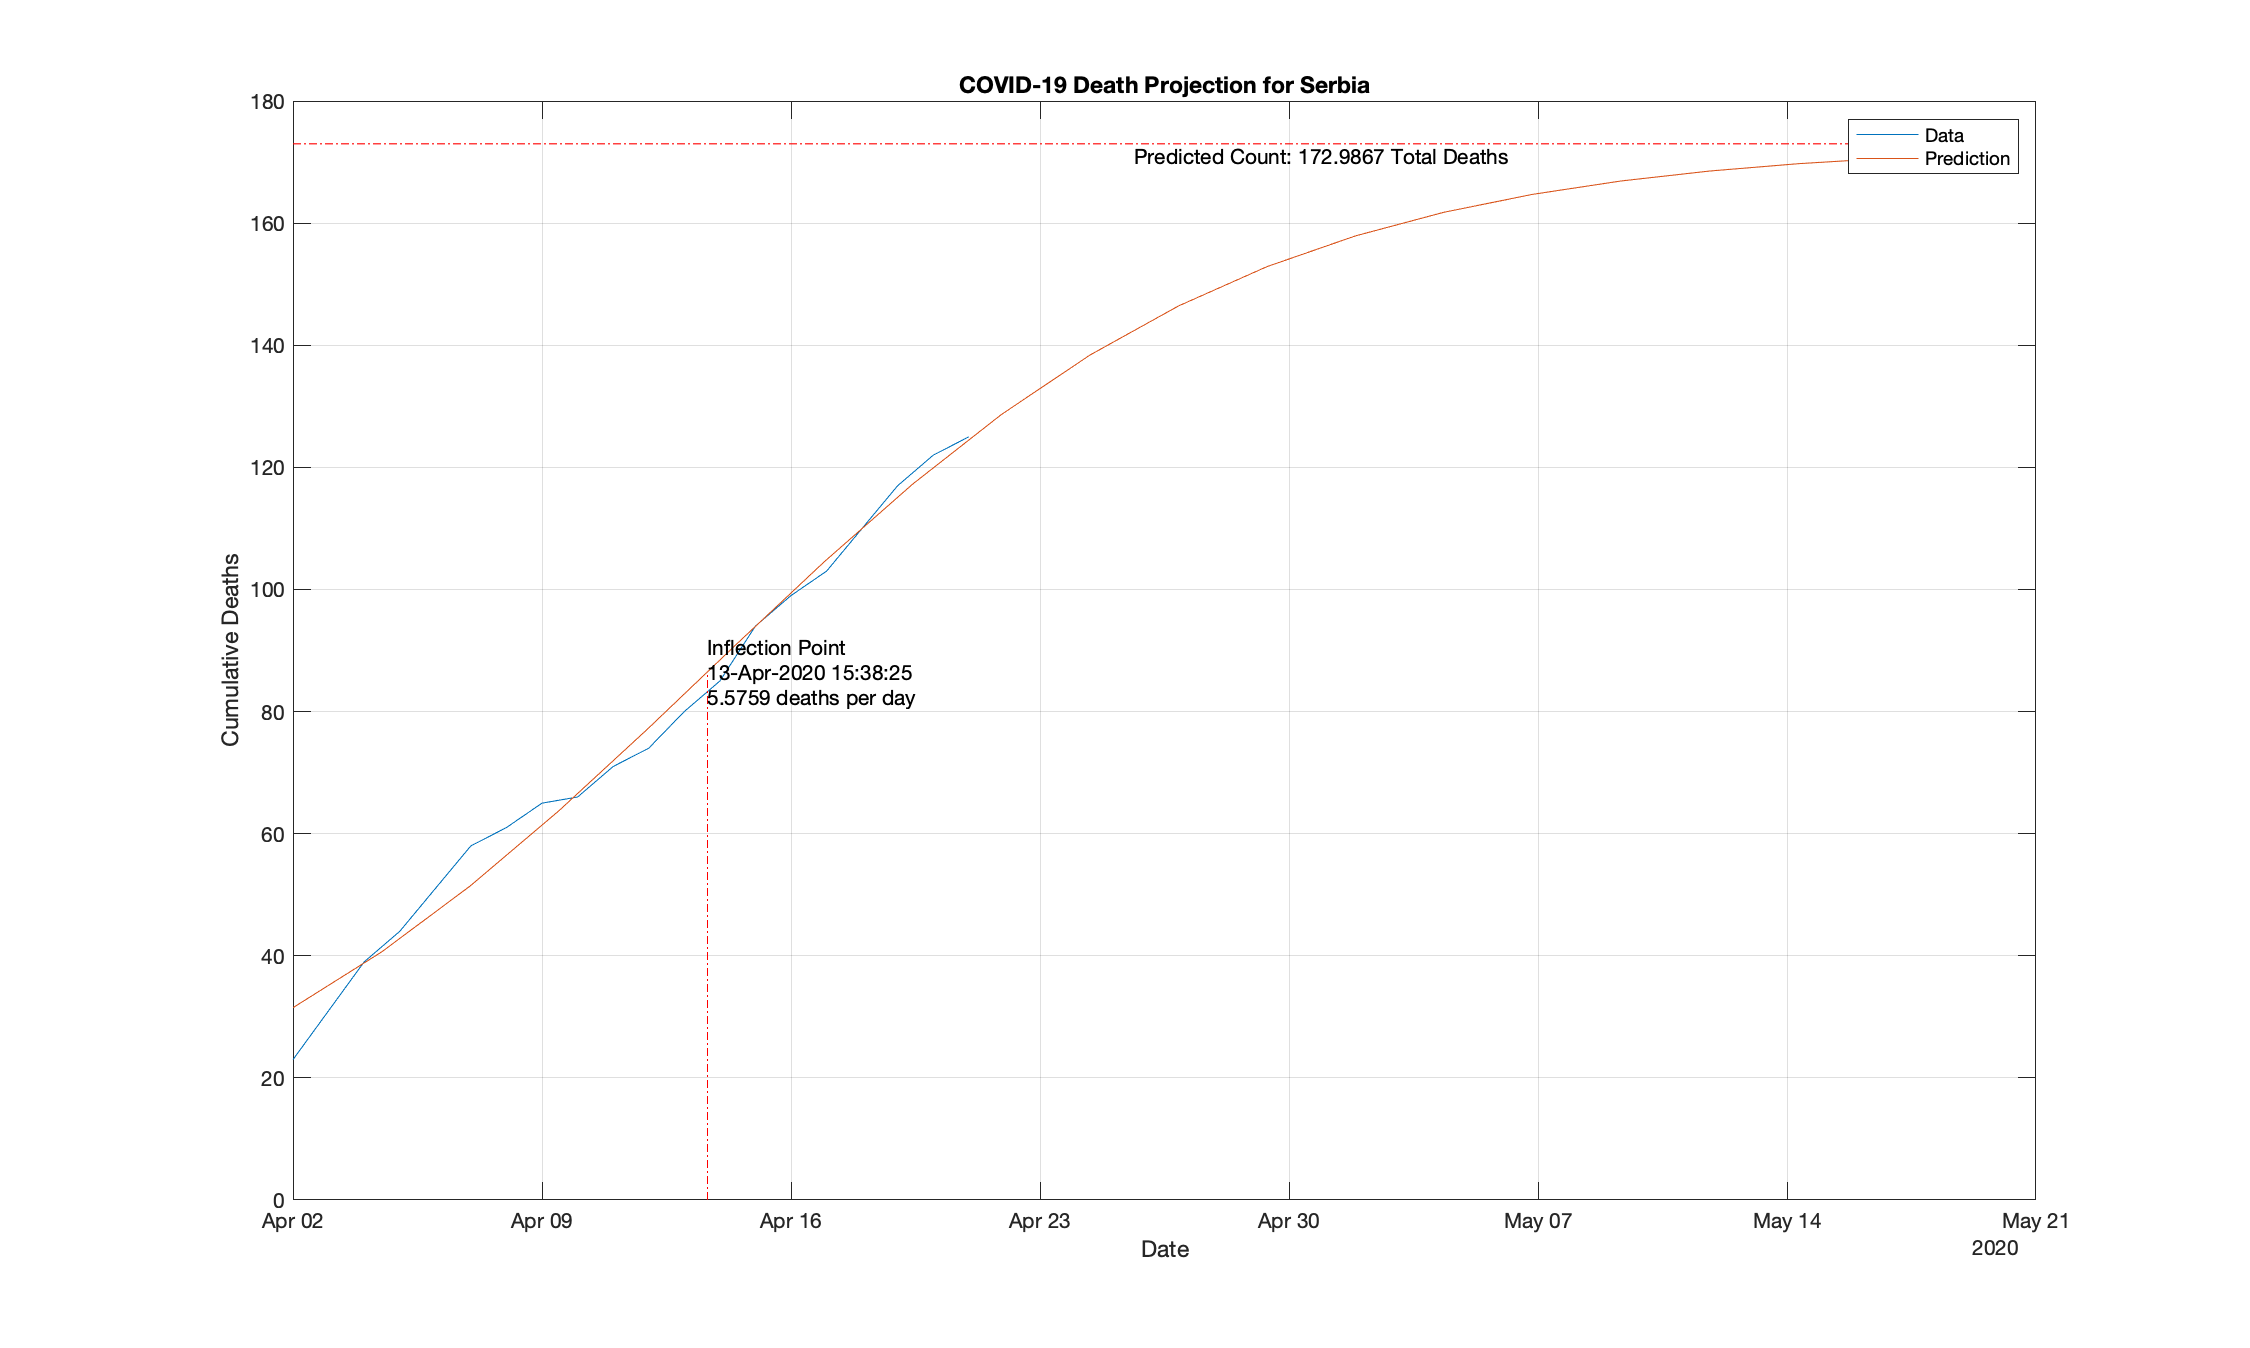 COVID-19 Death Projection for Serbia
180
160
140
120
100
80
60
40
20
0
Cumulative Deaths
Predicted Count: 172.9867 Total Deaths
Data
Prediction
Inflection Point
13-Apr-2020 15:38:25
5.5759 deaths per day
Apr 02
Apr 09
Apr 16
Apr 23
Apr 30
May 07
May 14
May 21
Date
2020